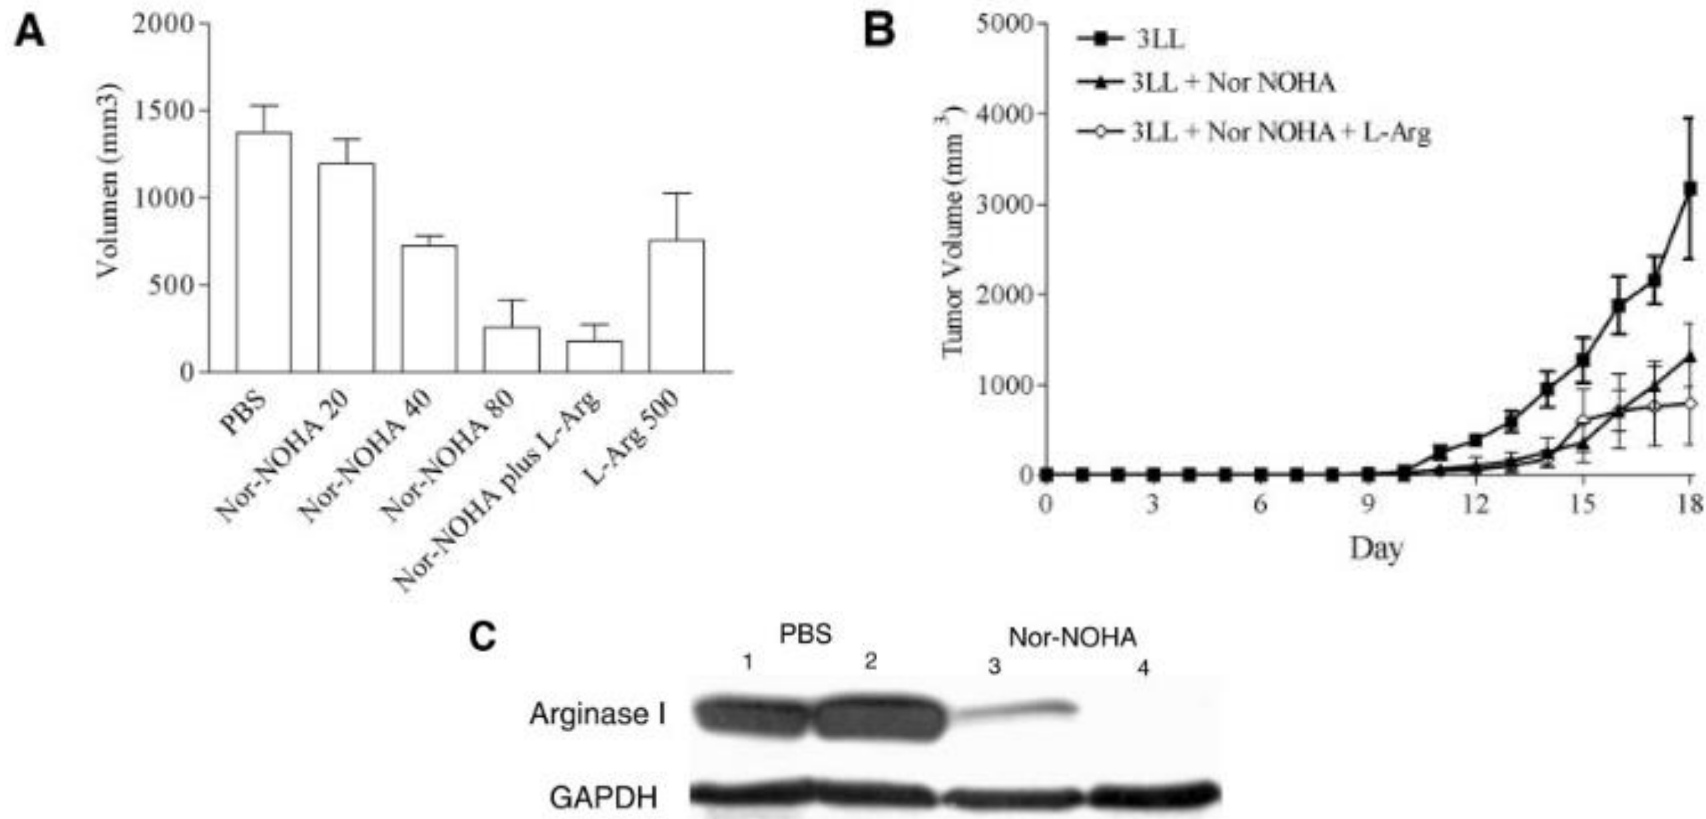 A
Volumen (mm3)
2000
1500
1000
500
0
PBS
Nor-NOHA 20
Nor-NOHA 40
Nor-NOHA 80
Nor-NOHA plus L-Arg
L-Arg 500
B
Tumor Volume (mm 3)
5000
4000
3000
2000
1000
0
3LL
3LL + Nor NOHA
3LL + Nor NOHA + L-Arg
0 3 6 9 12 15 18
Day
C
PBS Nor-NOHA
1 2 3 4
Arginase I
GAPDH